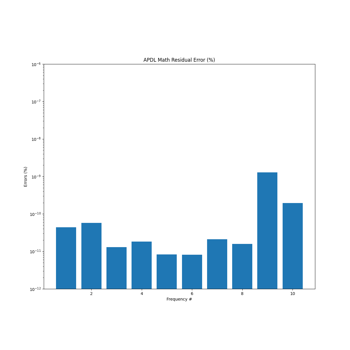 APDL Math Residual Error (%)
10⁻⁶
10⁻⁷
10⁻⁸
10⁻⁹
10⁻¹⁰
10⁻¹¹
10⁻¹²
Errors (%)
2 4 6 8 10
Frequency #